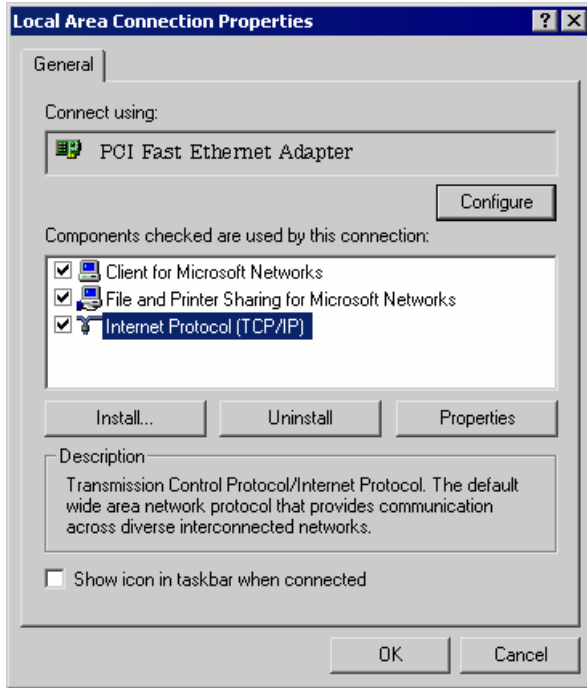 Local Area Connection Properties
General
Connect using:
PCI Fast Ethernet Adapter
Configure
Components checked are used by this connection:
Client for Microsoft Networks
File and Printer Sharing for Microsoft Networks
Internet Protocol (TCP/IP)
Install...
Uninstall
Properties
Description
Transmission Control Protocol/Internet Protocol. The default
wide area network protocol that provides communication
across diverse interconnected networks.
Show icon in taskbar when connected
OK
Cancel